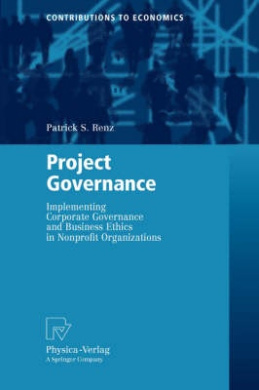 CONTRIBUTIONS TO ECONOMICS
Patrick S. Renz
Project
Governance
Implementing
Corporate Governance
and Business Ethics
in Nonprofit Organizations
Physica-Verlag
A Springer Company